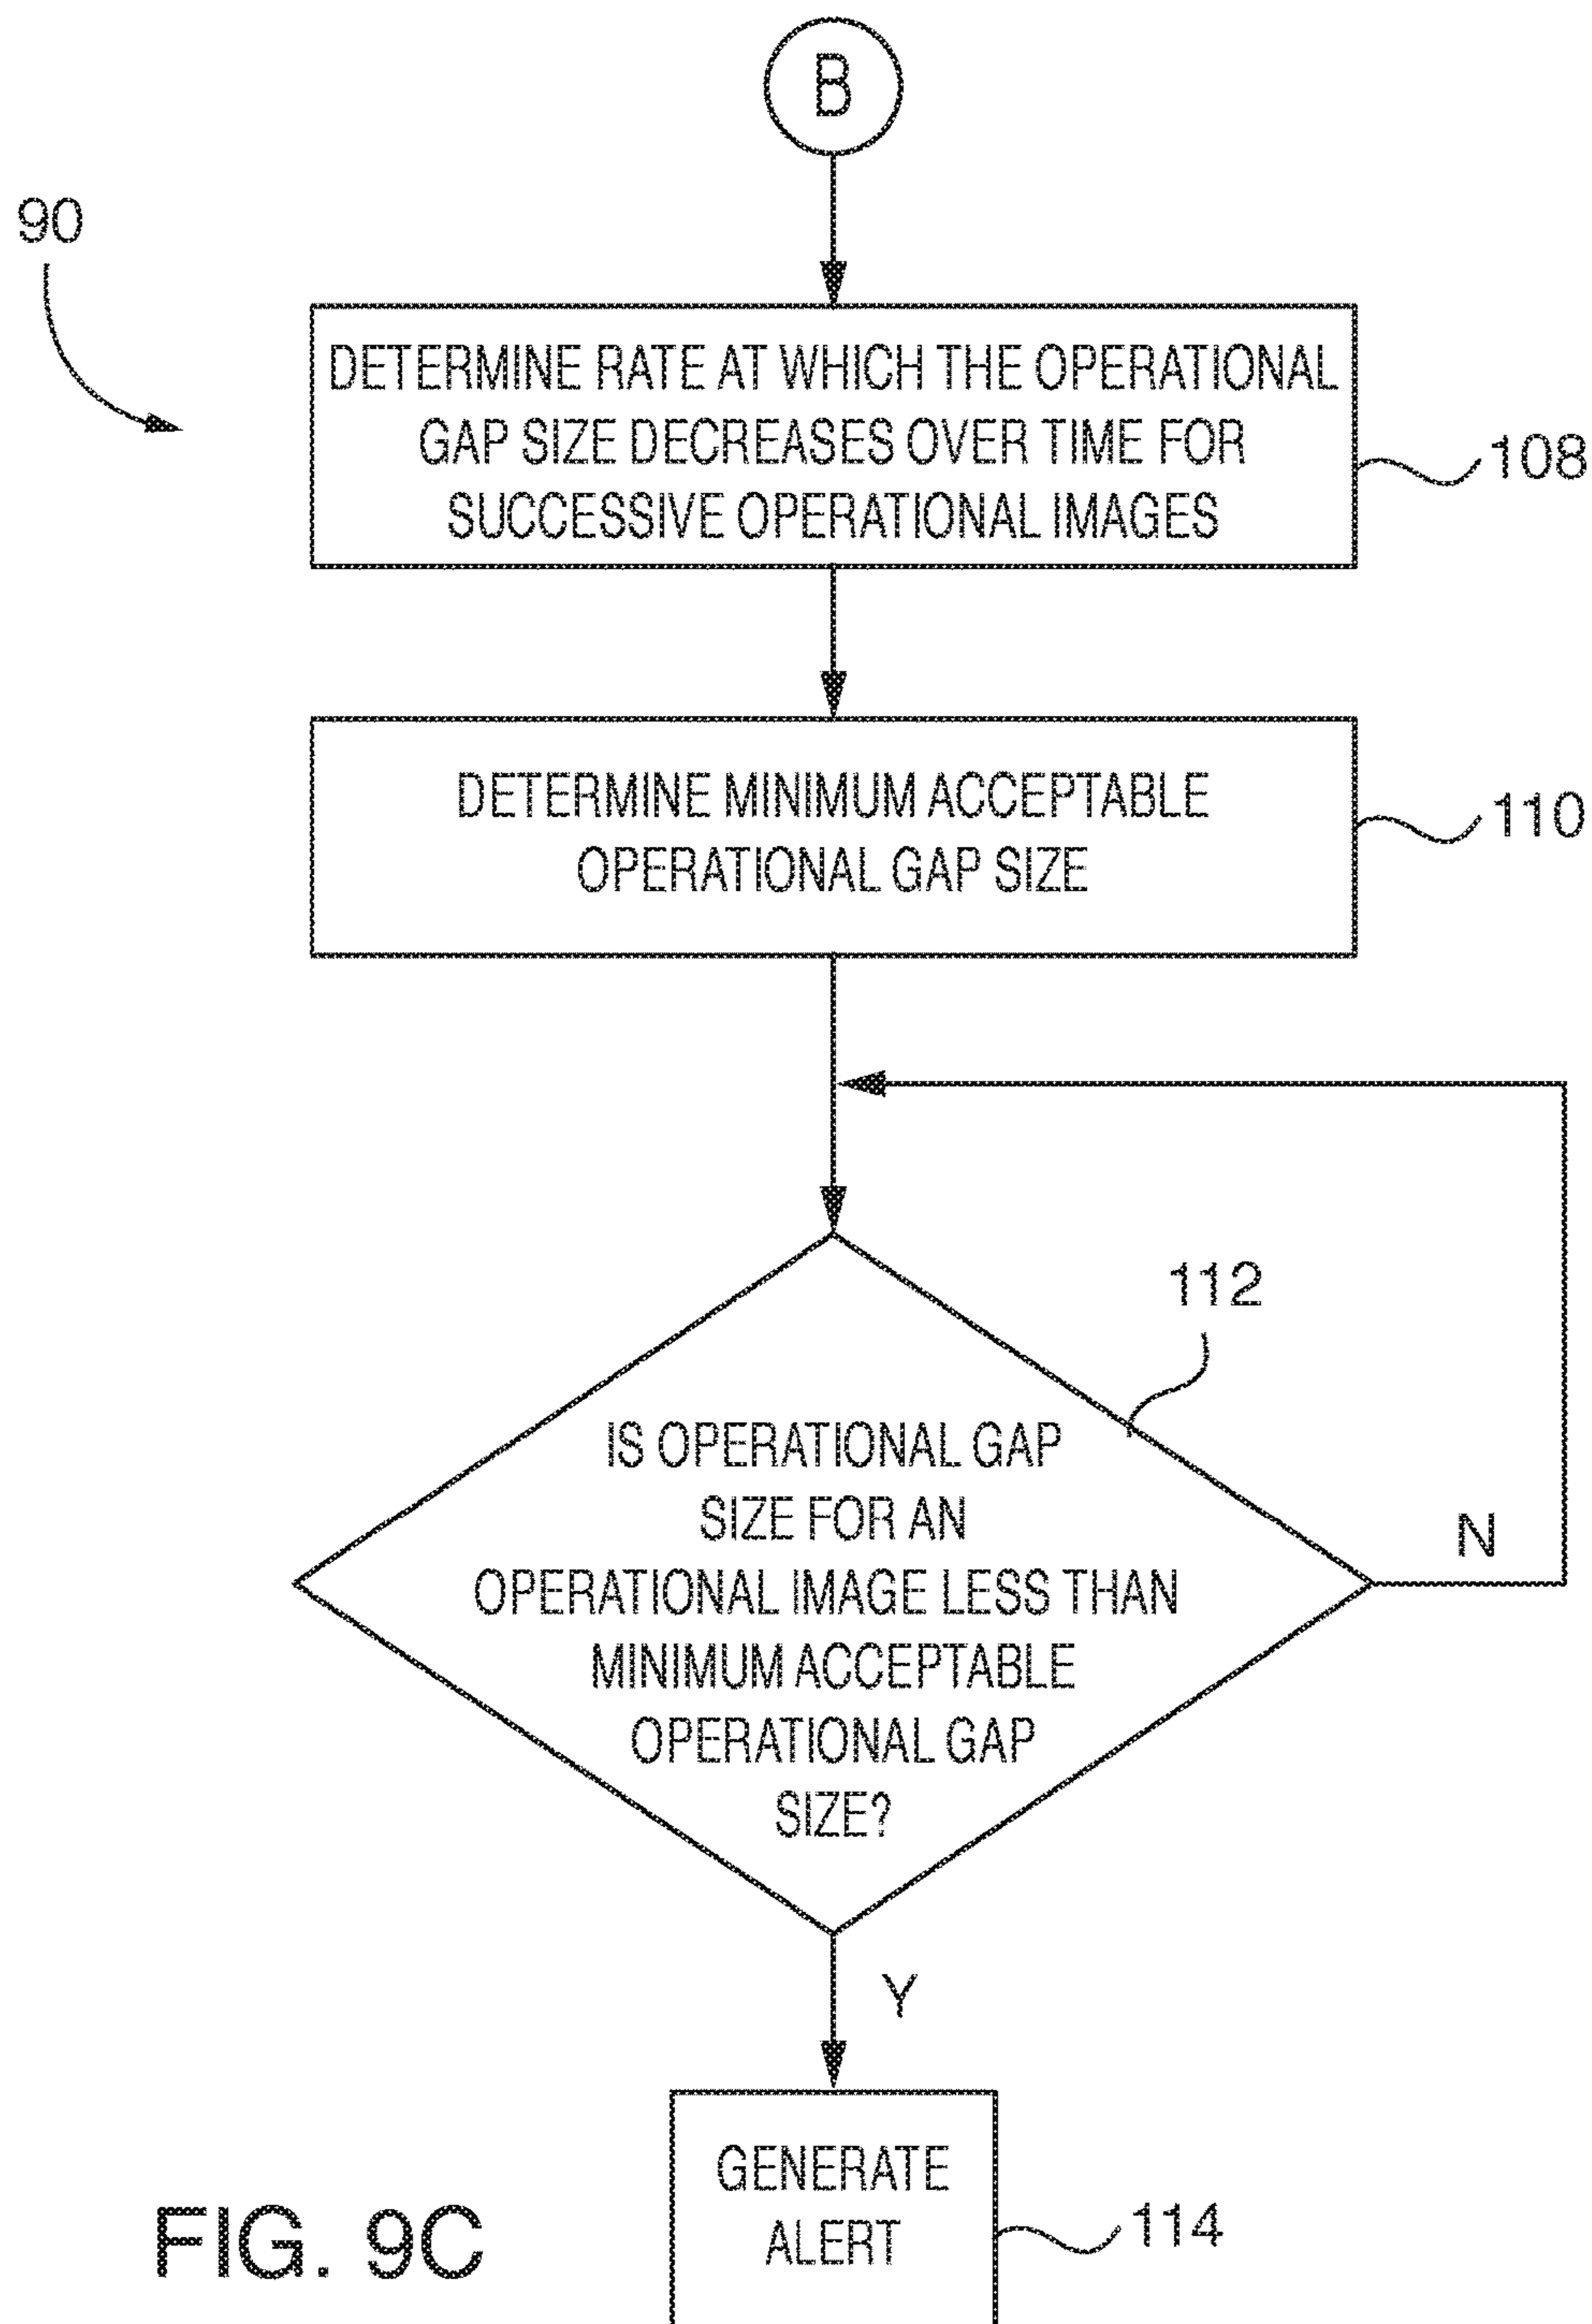 B
90
DETERMINE RATE AT WHICH THE OPERATIONAL
GAP SIZE DECREASES OVER TIME FOR
SUCCESSIVE OPERATIONAL IMAGES
108
DETERMINE MINIMUM ACCEPTABLE
OPERATIONAL GAP SIZE
110
112
IS OPERATIONAL GAP
SIZE FOR AN
OPERATIONAL IMAGE LESS THAN
MINIMUM ACCEPTABLE
OPERATIONAL GAP
SIZE?
N
Y
GENERATE
ALERT
114
FIG. 9C